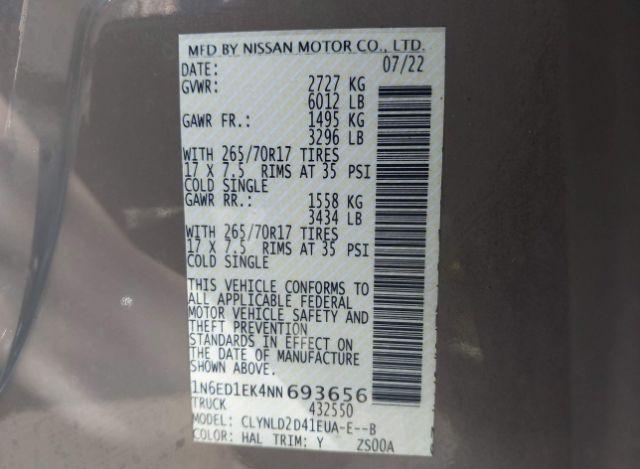 MFD BY NISSAN MOTOR CO., LTD.
DATE: 07/22
GVWR: 2727 KG
6012 LB
GAWR FR.: 1495 KG
3296 LB
WITH 265/70R17 TIRES
17 X 7.5 RIMS AT 35 PSI
COLD SINGLE
GAWR RR.: 1558 KG
3434 LB
WITH 265/70R17 TIRES
17 X 7.5 RIMS AT 35 PSI
COLD SINGLE
THIS VEHICLE CONFORMS TO
ALL APPLICABLE FEDERAL
MOTOR VEHICLE SAFETY AND
THEFT PREVENTION
STANDARDS IN EFFECT ON
THE DATE OF MANUFACTURE
SHOWN ABOVE.
1N6ED1EK4NN693656
TRUCK 432550
MODEL: CLYNLD2D41EUA-E--B
COLOR: HAL TRIM: Y ZS00A